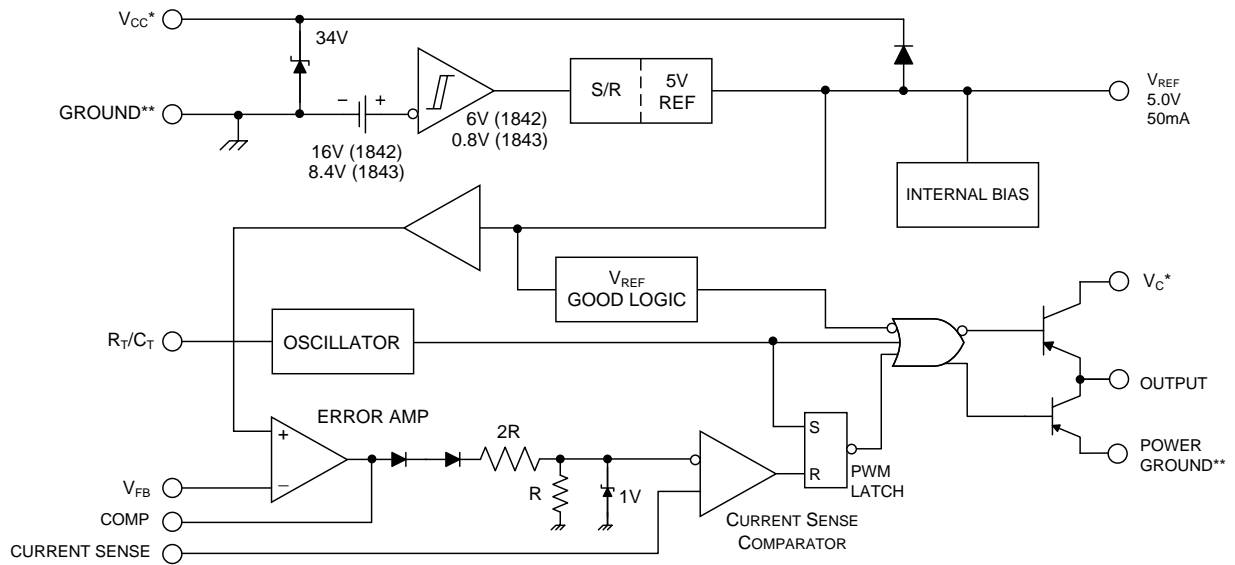 VCC*
34V
GROUND**
− +
16V (1842)
8.4V (1843)
6V (1842)
0.8V (1843)
S/R
5V
REF
VREF
5.0V
50mA
INTERNAL BIAS
VREF
GOOD LOGIC
VC*
RT/CT
OSCILLATOR
OUTPUT
ERROR AMP
+
−
2R
R
1V
S
R
PWM
LATCH
POWER
GROUND**
VFB
COMP
CURRENT SENSE
CURRENT SENSE
COMPARATOR